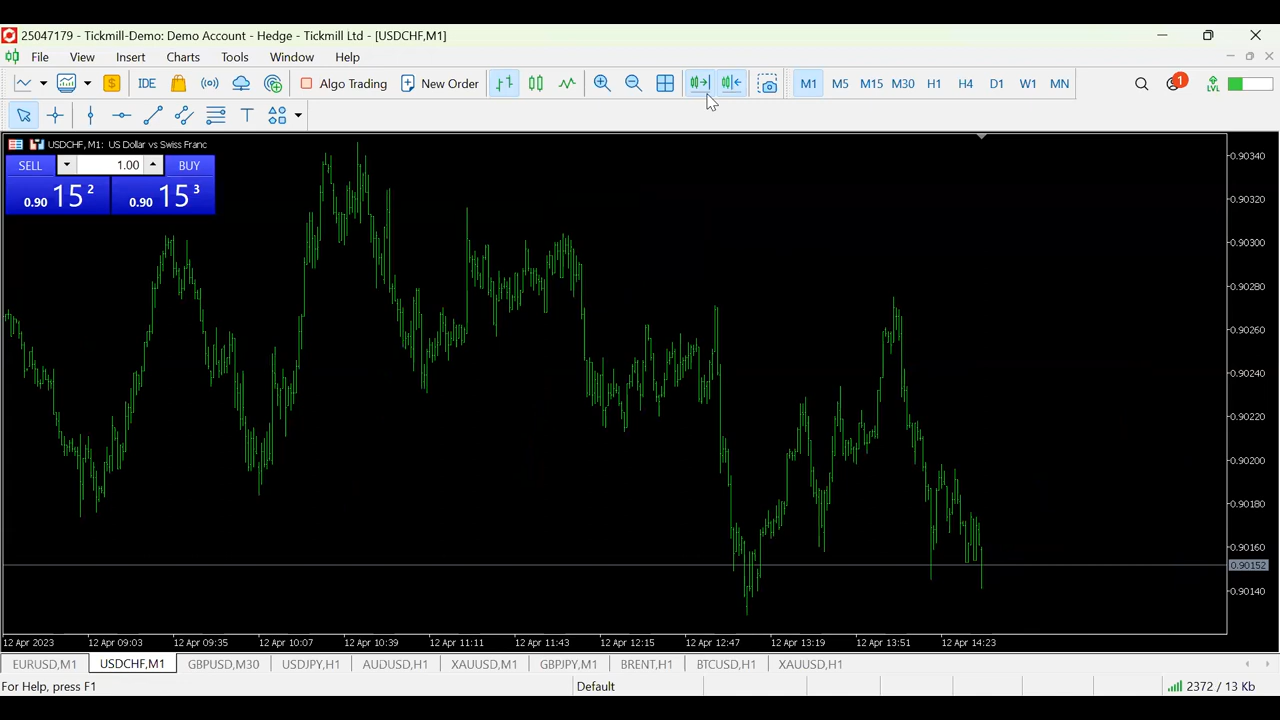 25047179 - Tickmill-Demo: Demo Account - Hedge - Tickmill Ltd - [USDCHF,M1]
File View Insert Charts Tools Window Help
IDE Algo Trading New Order M1 M5 M15 M30 H1 H4 D1 W1 MN 1 LVL
T
USDCHF, M1: US Dollar vs Swiss Franc
SELL 1.00 BUY
0.90 15 2 0.90 15 3
0.90340
0.90320
0.90300
0.90280
0.90260
0.90240
0.90220
0.90200
0.90180
0.90160
0.90152
0.90140
12 Apr 2023 12 Apr 09:03 12 Apr 09:35 12 Apr 10:07 12 Apr 10:39 12 Apr 11:11 12 Apr 11:43 12 Apr 12:15 12 Apr 12:47 12 Apr 13:19 12 Apr 13:51 12 Apr 14:23
EURUSD,M1 USDCHF,M1 GBPUSD,M30 USDJPY,H1 AUDUSD,H1 XAUUSD,M1 GBPJPY,M1 BRENT,H1 BTCUSD,H1 XAUUSD,H1
For Help, press F1 Default 2372 / 13 Kb